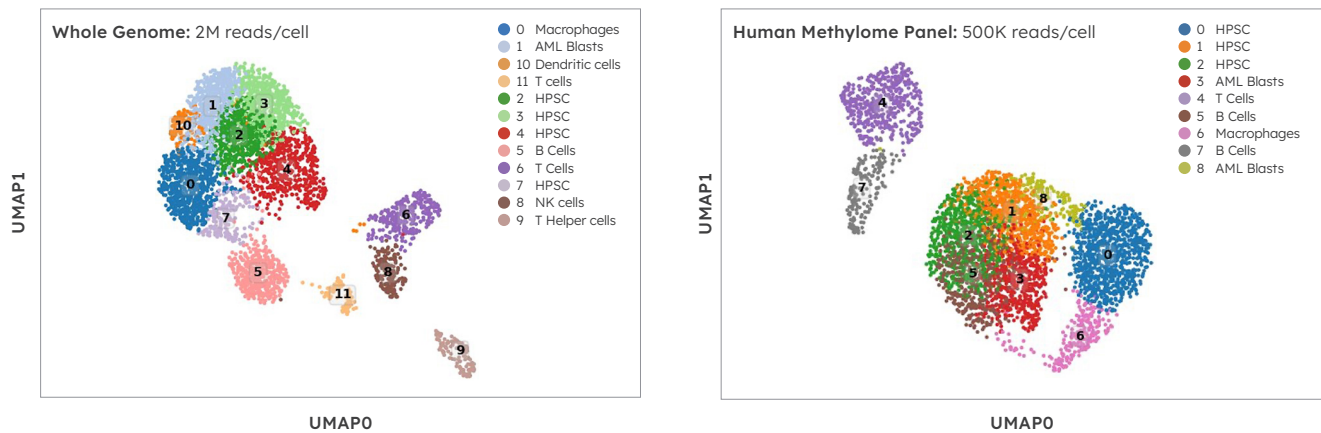 Whole Genome: 2M reads/cell
0 Macrophages
1 AML Blasts
10 Dendritic cells
11 T cells
2 HPSC
3 HPSC
4 HPSC
5 B Cells
6 T Cells
7 HPSC
8 NK cells
9 T Helper cells
1
3
10
2
4
0
7
6
5
8
11
9
UMAP1
UMAP0
Human Methylome Panel: 500K reads/cell
0 HPSC
1 HPSC
2 HPSC
3 AML Blasts
4 T Cells
5 B Cells
6 Macrophages
7 B Cells
8 AML Blasts
4
7
8
1
2
0
5
3
6
UMAP1
UMAP0